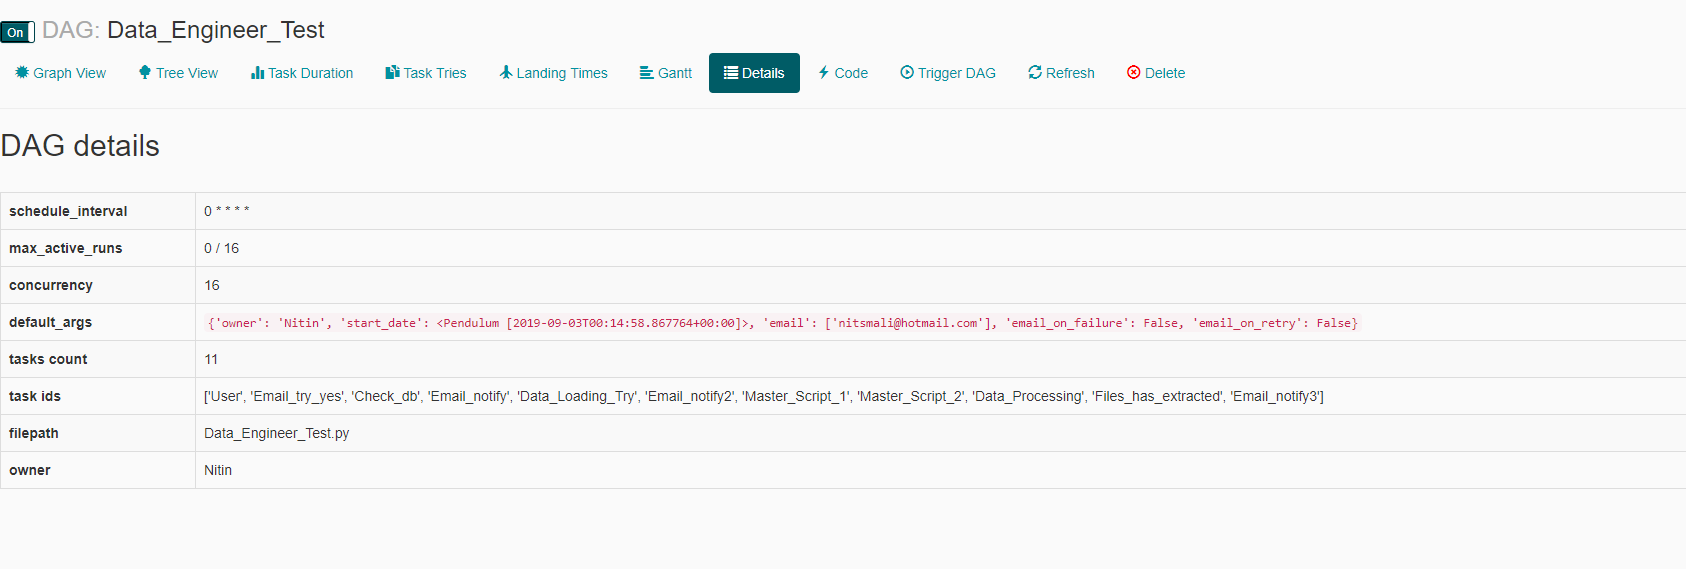 On DAG: Data_Engineer_Test
Graph View Tree View Task Duration Task Tries Landing Times Gantt Details Code Trigger DAG Refresh Delete
DAG details
schedule_interval 0 * * * *
max_active_runs 0 / 16
concurrency 16
default_args {'owner': 'Nitin', 'start_date': <Pendulum [2019-09-03T00:14:58.867764+00:00]>, 'email': ['nitsmali@hotmail.com'], 'email_on_failure': False, 'email_on_retry': False}
tasks count 11
task ids ['User', 'Email_try_yes', 'Check_db', 'Email_notify', 'Data_Loading_Try', 'Email_notify2', 'Master_Script_1', 'Master_Script_2', 'Data_Processing', 'Files_has_extracted', 'Email_notify3']
filepath Data_Engineer_Test.py
owner Nitin